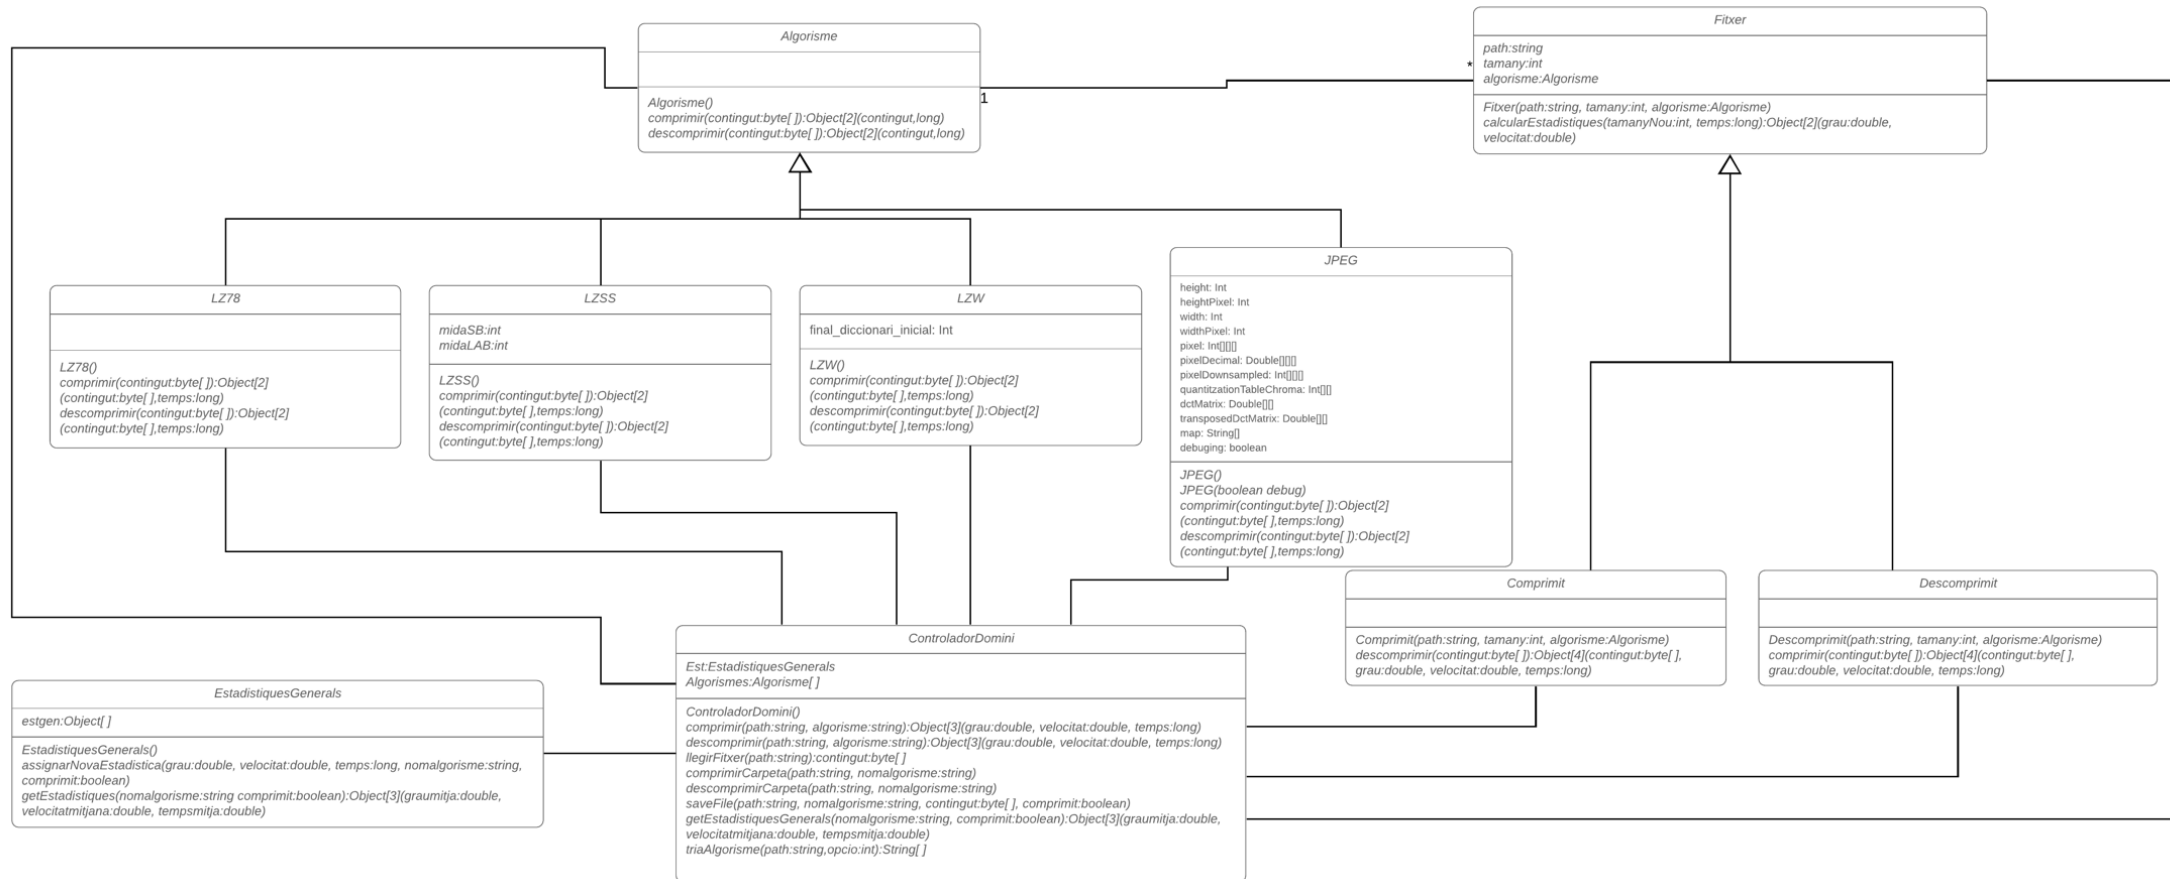 Algorisme
Algorisme()
comprimir(contingut:byte[ ]):Object[2](contingut,long)
descomprimir(contingut:byte[ ]):Object[2](contingut,long)
1
*
Fitxer
path:string
tamany:int
algorisme:Algorisme
Fitxer(path:string, tamany:int, algorisme:Algorisme)
calcularEstadistiques(tamanyNou:int, temps:long):Object[2](grau:double,
velocitat:double)
LZ78
LZ78()
comprimir(contingut:byte[ ]):Object[2]
(contingut:byte[ ],temps:long)
descomprimir(contingut:byte[ ]):Object[2]
(contingut:byte[ ],temps:long)
LZSS
midaSB:int
midaLAB:int
LZSS()
comprimir(contingut:byte[ ]):Object[2]
(contingut:byte[ ],temps:long)
descomprimir(contingut:byte[ ]):Object[2]
(contingut:byte[ ],temps:long)
LZW
final_diccionari_inicial: Int
LZW()
comprimir(contingut:byte[ ]):Object[2]
(contingut:byte[ ],temps:long)
descomprimir(contingut:byte[ ]):Object[2]
(contingut:byte[ ],temps:long)
JPEG
height: Int
heightPixel: Int
width: Int
widthPixel: Int
pixel: Int[][][]
pixelDecimal: Double[][][]
pixelDownsampled: Int[][][]
quantitzationTableChroma: Int[][]
dctMatrix: Double[][]
transposedDctMatrix: Double[][]
map: String[]
debuging: boolean
JPEG()
JPEG(boolean debug)
comprimir(contingut:byte[ ]):Object[2]
(contingut:byte[ ],temps:long)
descomprimir(contingut:byte[ ]):Object[2]
(contingut:byte[ ],temps:long)
Comprimit
Comprimit(path:string, tamany:int, algorisme:Algorisme)
descomprimir(contingut:byte[ ]):Object[4](contingut:byte[ ],
grau:double, velocitat:double, temps:long)
Descomprimit
Descomprimit(path:string, tamany:int, algorisme:Algorisme)
comprimir(contingut:byte[ ]):Object[4](contingut:byte[ ],
grau:double, velocitat:double, temps:long)
EstadistiquesGenerals
estgen:Object[ ]
EstadistiquesGenerals()
assignarNovaEstadistica(grau:double, velocitat:double, temps:long, nomalgorisme:string,
comprimit:boolean)
getEstadistiques(nomalgorisme:string comprimit:boolean):Object[3](graumitja:double,
velocitatmitjana:double, tempsmitja:double)
ControladorDomini
Est:EstadistiquesGenerals
Algorismes:Algorisme[ ]
ControladorDomini()
comprimir(path:string, algorisme:string):Object[3](grau:double, velocitat:double, temps:long)
descomprimir(path:string, algorisme:string):Object[3](grau:double, velocitat:double, temps:long)
llegirFitxer(path:string):contingut:byte[ ]
comprimirCarpeta(path:string, nomalgorisme:string)
descomprimirCarpeta(path:string, nomalgorisme:string)
saveFile(path:string, nomalgorisme:string, contingut:byte[ ], comprimit:boolean)
getEstadistiquesGenerals(nomalgorisme:string, comprimit:boolean):Object[3](graumitja:double,
velocitatmitjana:double, tempsmitja:double)
triaAlgorisme(path:string,opcio:int):String[ ]